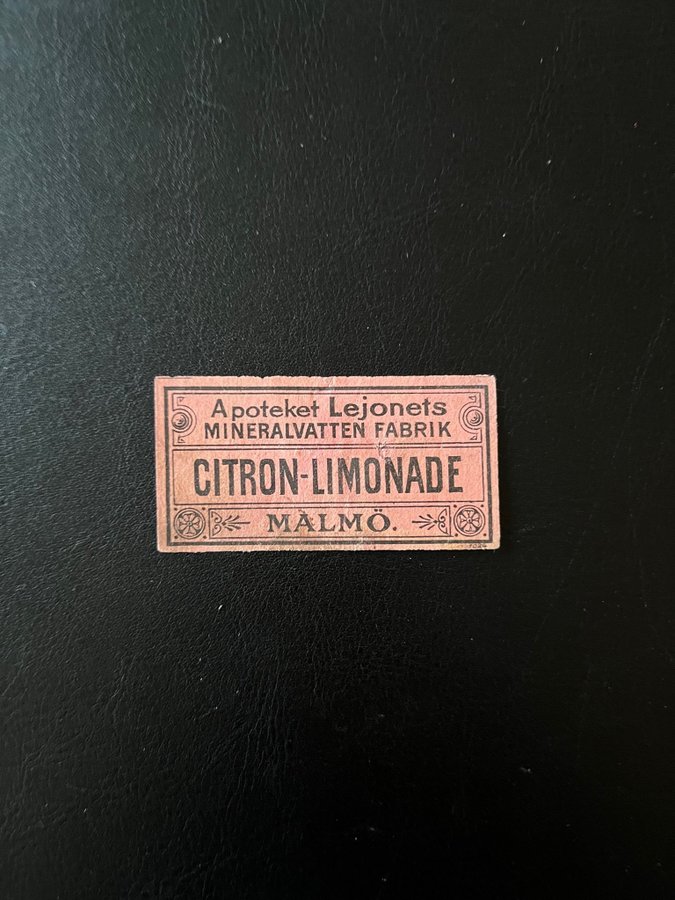 Apoteket Lejonets
MINERALVATTEN FABRIK
CITRON-LIMONADE
MALMÖ.